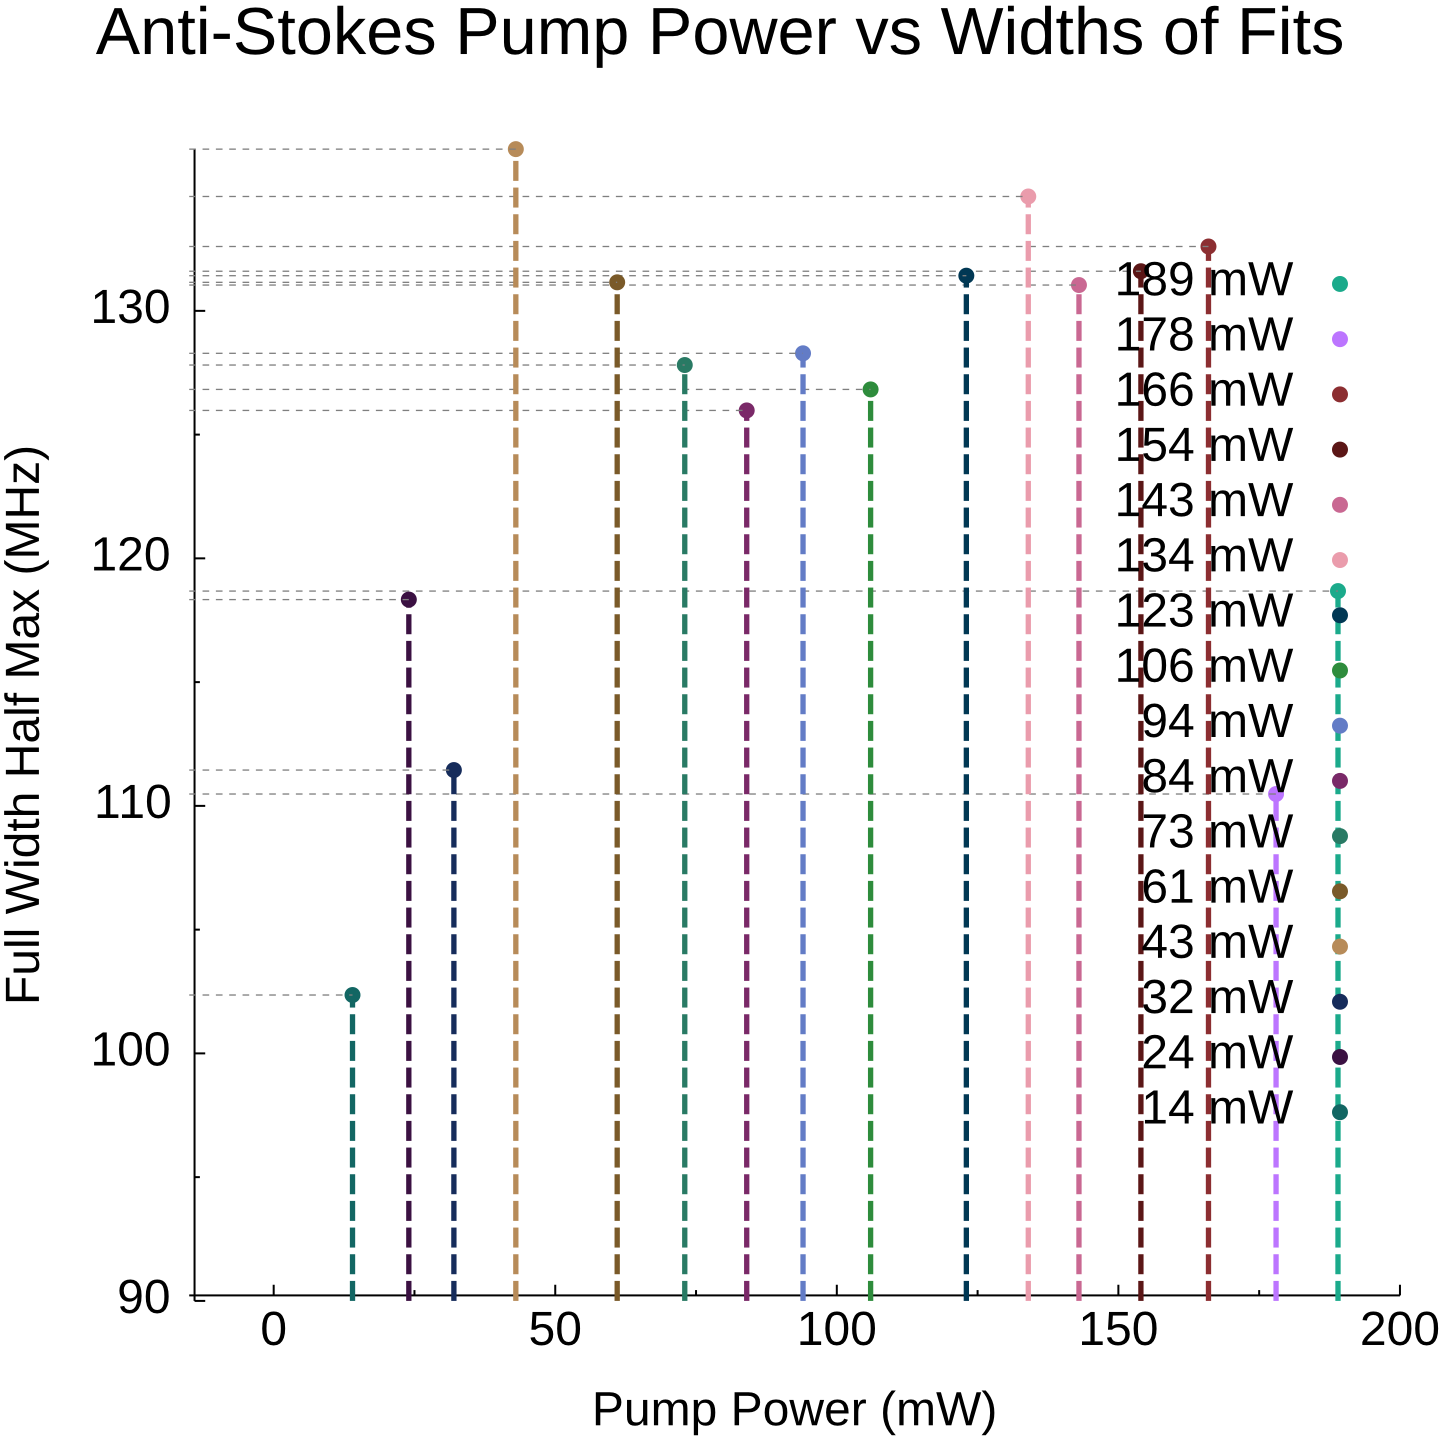 Anti-Stokes Pump Power vs Widths of Fits
Full Width Half Max (MHz)
130
120
110
100
90
189 mW
178 mW
166 mW
154 mW
143 mW
134 mW
123 mW
106 mW
94 mW
84 mW
73 mW
61 mW
43 mW
32 mW
24 mW
14 mW
0 50 100 150 200
Pump Power (mW)